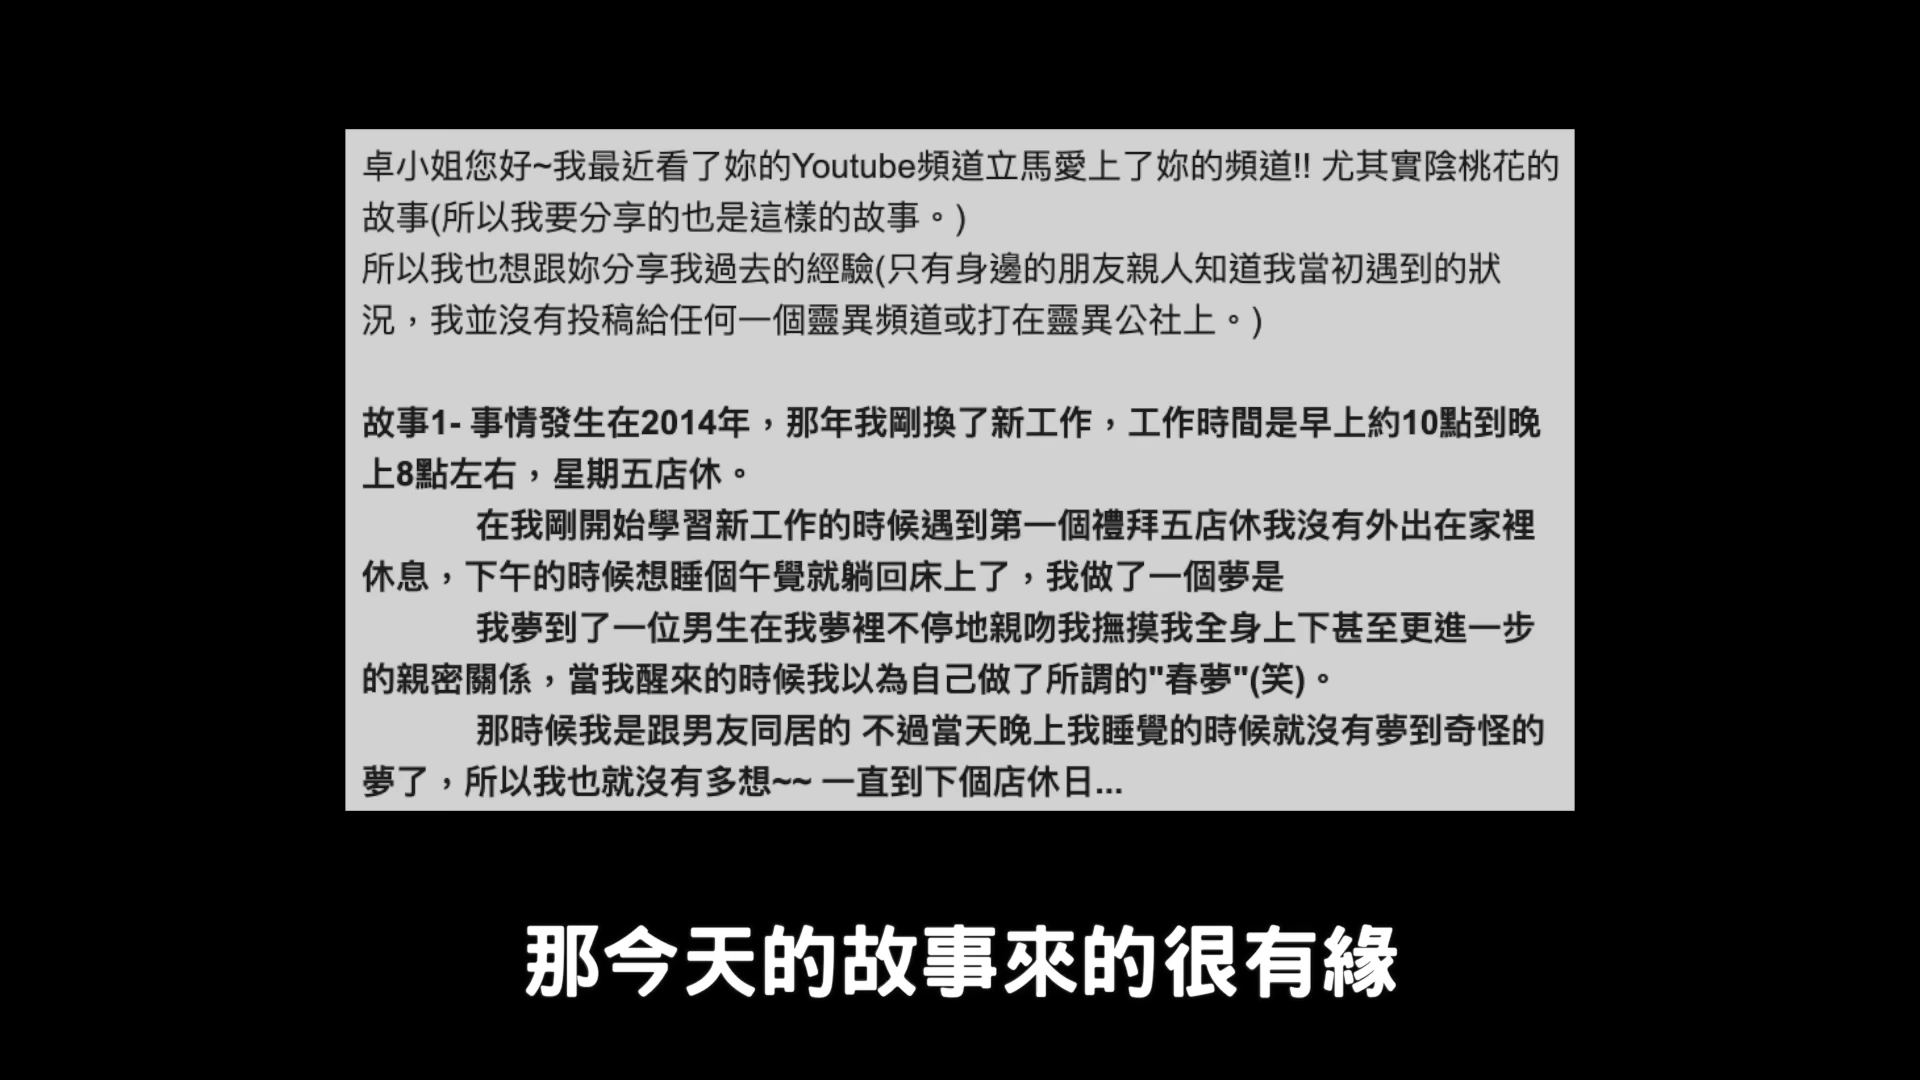 卓小姐您好~我最近看了妳的Youtube頻道立馬愛上了妳的頻道!! 尤其實陰桃花的
故事(所以我要分享的也是這樣的故事。)
所以我也想跟妳分享我過去的經驗(只有身邊的朋友親人知道我當初遇到的狀
況，我並沒有投稿給任何一個靈異頻道或打在靈異公社上。)
故事1- 事情發生在2014年，那年我剛換了新工作，工作時間是早上約10點到晚
上8點左右，星期五店休。
在我剛開始學習新工作的時候遇到第一個禮拜五店休我沒有外出在家裡
休息，下午的時候想睡個午覺就躺回床上了，我做了一個夢是
我夢到了一位男生在我夢裡不停地親吻我撫摸我全身上下甚至更進一步
的親密關係，當我醒來的時候我以為自己做了所謂的"春夢"(笑)。
那時候我是跟男友同居的 不過當天晚上我睡覺的時候就沒有夢到奇怪的
夢了，所以我也就沒有多想~~ 一直到下個店休日...
那今天的故事來的很有緣